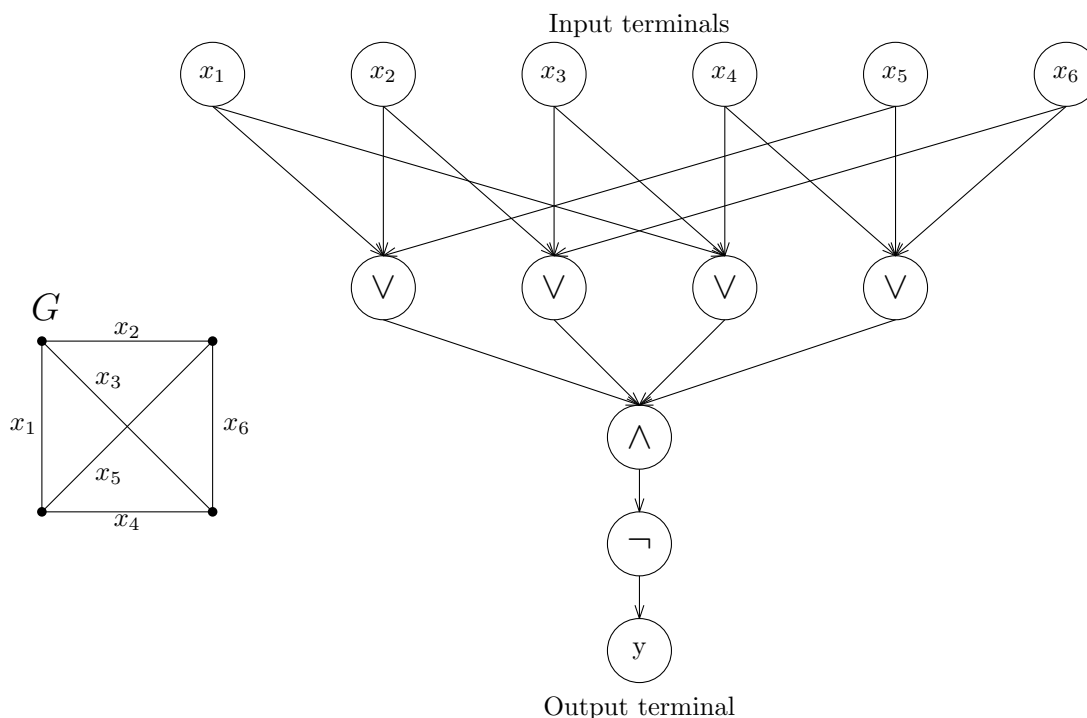 Input terminals
x₁ x₂ x₃ x₄ x₅ x₆
∨ ∨ ∨ ∨
G
x₂
x₃
x₁ x₆
x₅
x₄
∧
¬
y
Output terminal